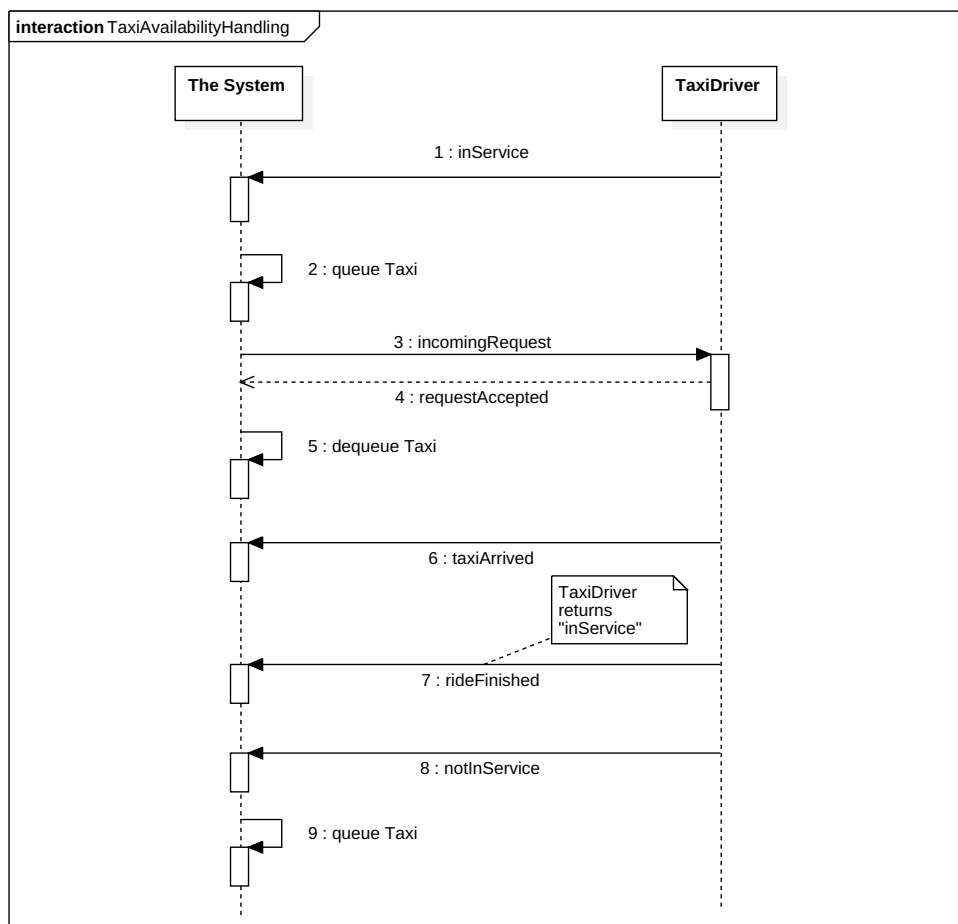 interaction TaxiAvailabilityHandling
The System
TaxiDriver
1 : inService
2 : queue Taxi
3 : incomingRequest
4 : requestAccepted
5 : dequeue Taxi
6 : taxiArrived
TaxiDriver
returns
"inService"
7 : rideFinished
8 : notInService
9 : queue Taxi